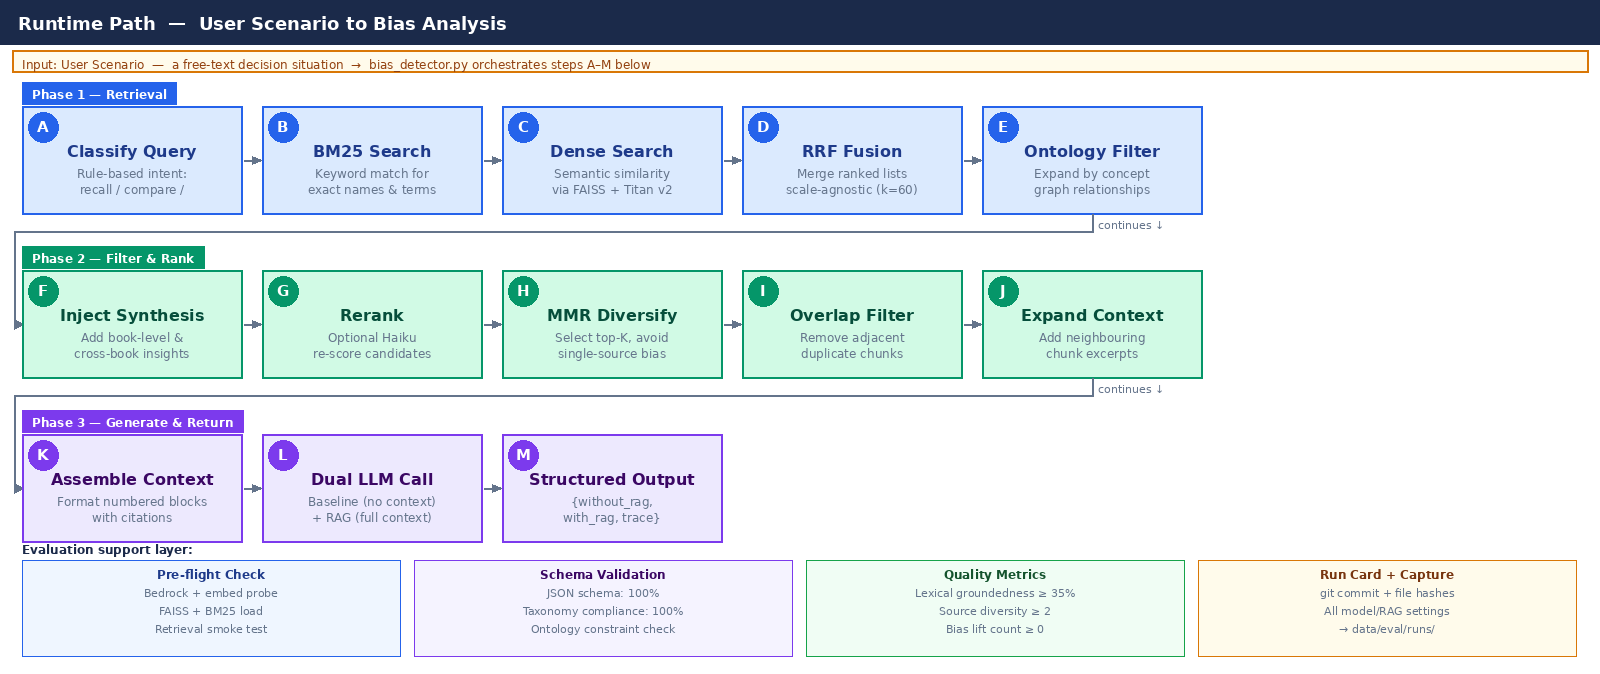 Runtime Path — User Scenario to Bias Analysis
Input: User Scenario — a free-text decision situation → bias_detector.py orchestrates steps A–M below
Phase 1 — Retrieval
A
Classify Query
Rule-based intent:
recall / compare /
B
BM25 Search
Keyword match for
exact names & terms
C
Dense Search
Semantic similarity
via FAISS + Titan v2
D
RRF Fusion
Merge ranked lists
scale-agnostic (k=60)
E
Ontology Filter
Expand by concept
graph relationships
continues ↓
Phase 2 — Filter & Rank
F
Inject Synthesis
Add book-level &
cross-book insights
G
Rerank
Optional Haiku
re-score candidates
H
MMR Diversify
Select top-K, avoid
single-source bias
I
Overlap Filter
Remove adjacent
duplicate chunks
J
Expand Context
Add neighbouring
chunk excerpts
continues ↓
Phase 3 — Generate & Return
K
Assemble Context
Format numbered blocks
with citations
L
Dual LLM Call
Baseline (no context)
+ RAG (full context)
M
Structured Output
{without_rag,
with_rag, trace}
Evaluation support layer:
Pre-flight Check
Bedrock + embed probe
FAISS + BM25 load
Retrieval smoke test
Schema Validation
JSON schema: 100%
Taxonomy compliance: 100%
Ontology constraint check
Quality Metrics
Lexical groundedness ≥ 35%
Source diversity ≥ 2
Bias lift count ≥ 0
Run Card + Capture
git commit + file hashes
All model/RAG settings
→ data/eval/runs/